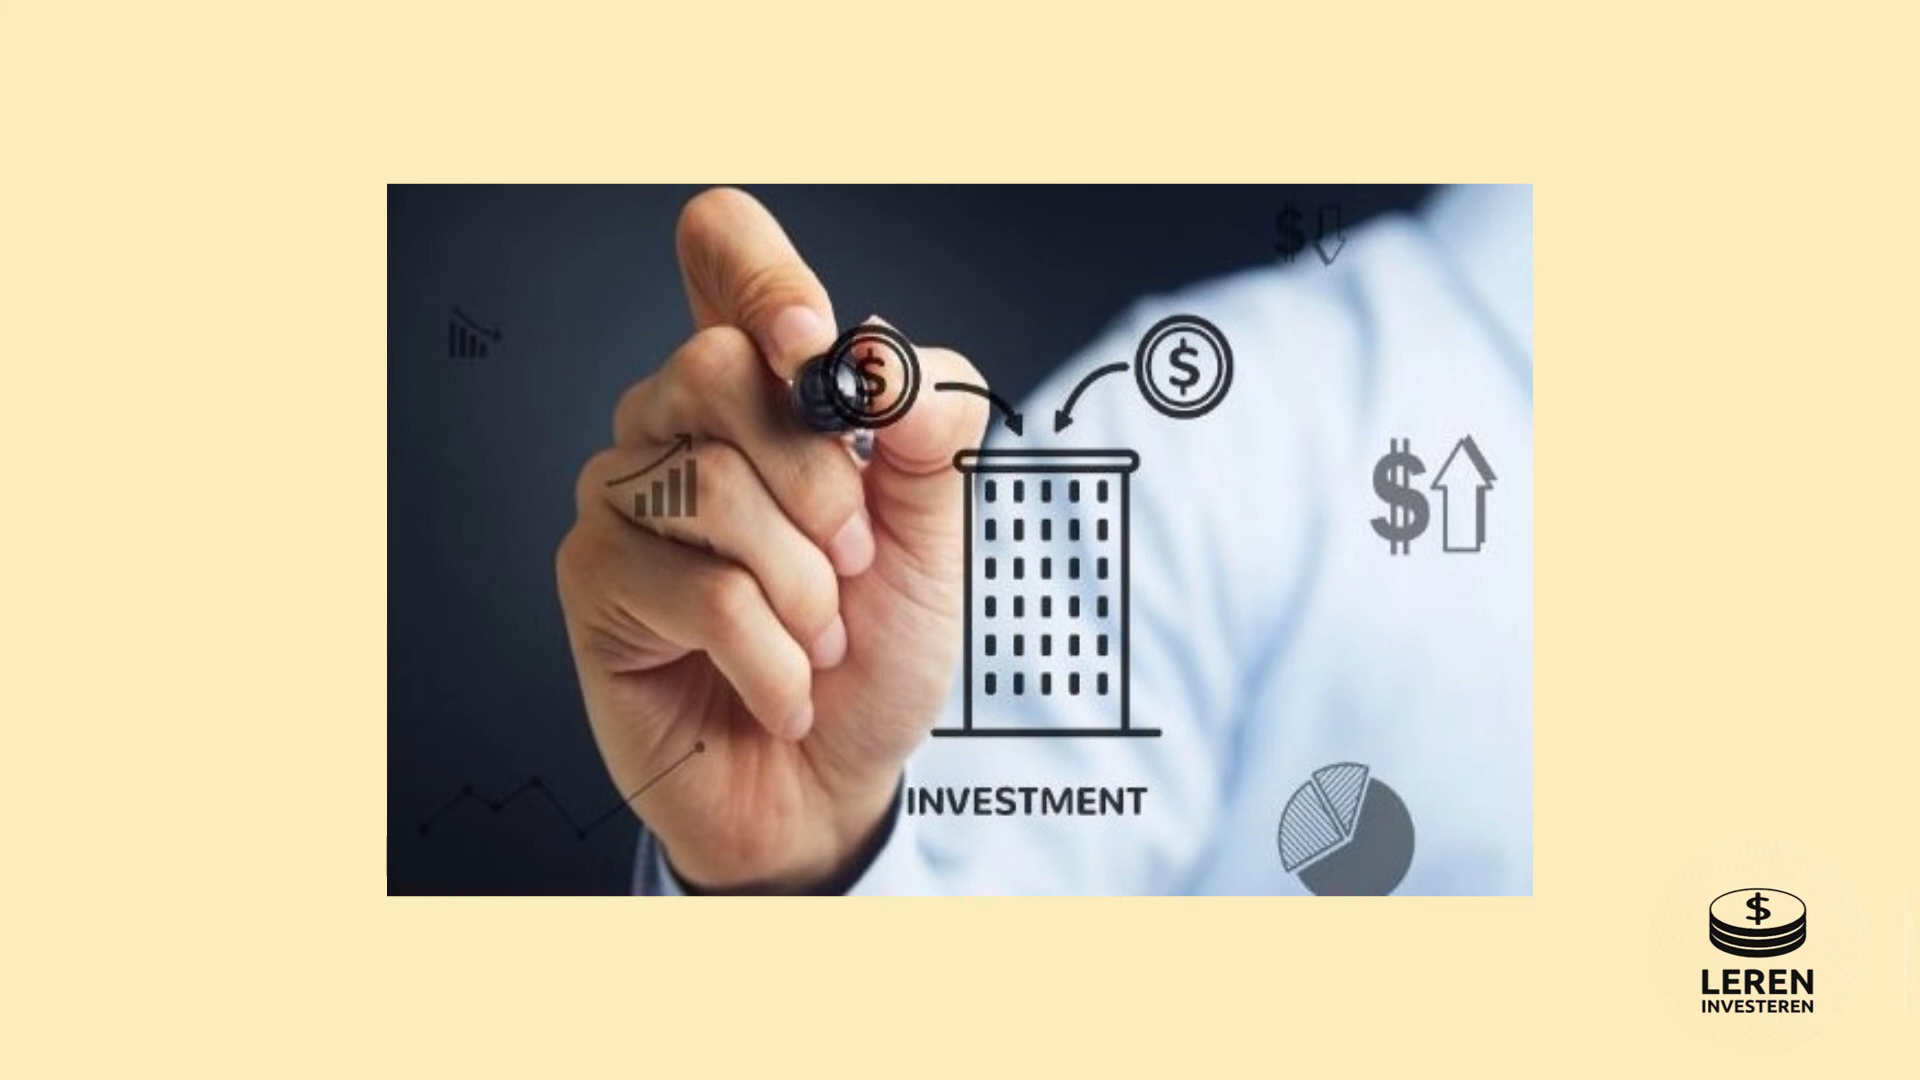 $
$
$
$
INVESTMENT
$
LEREN
INVESTEREN